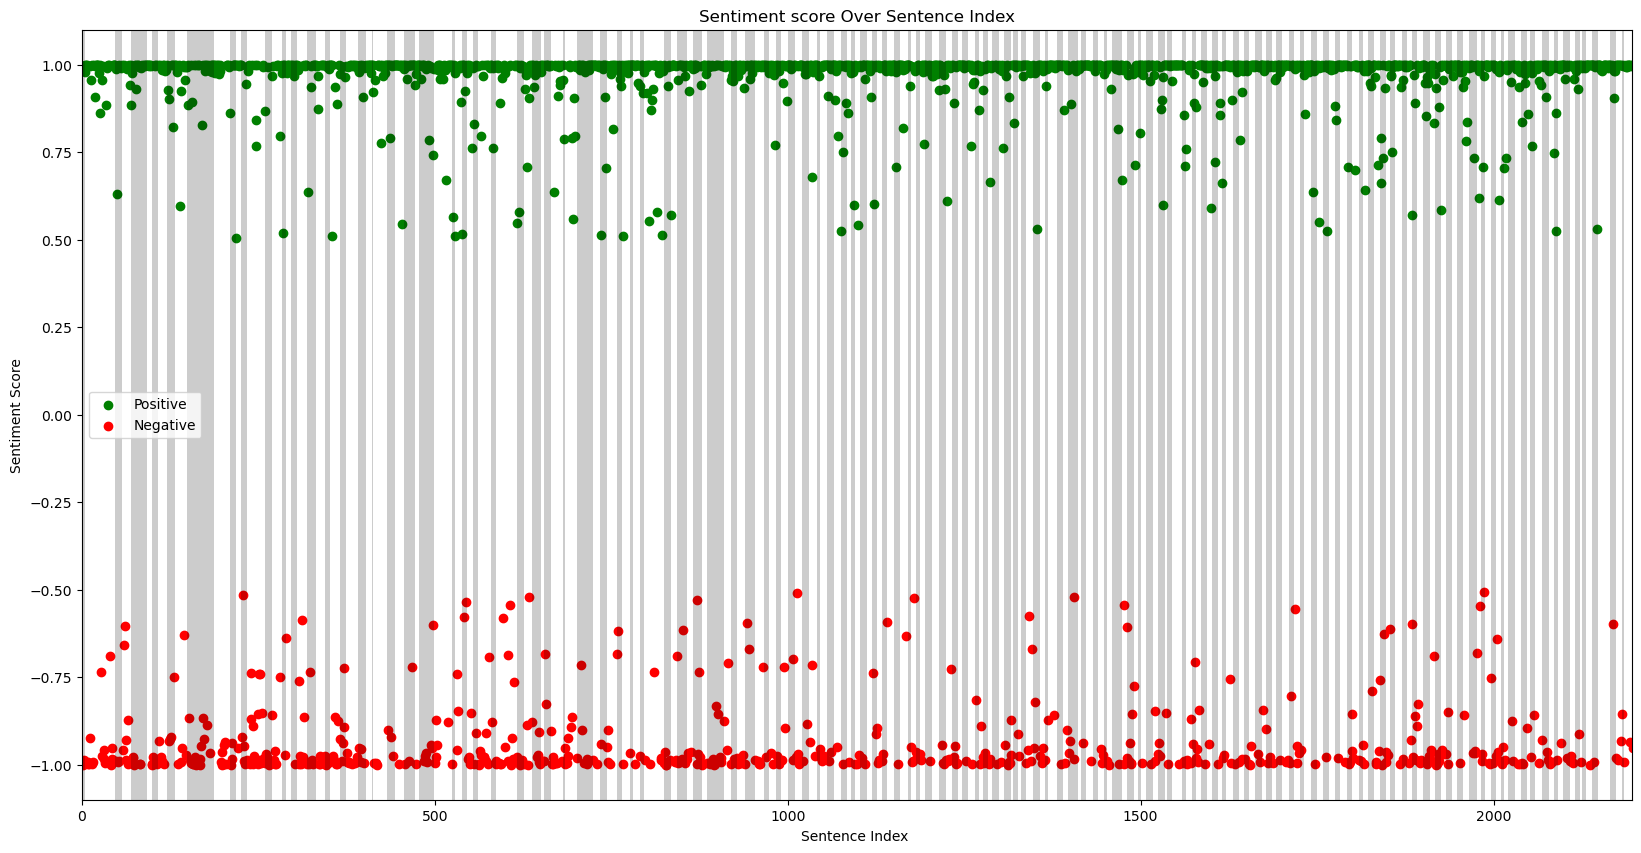 Sentiment score Over Sentence Index
1.00
0.75
0.50
0.25
0.00
−0.25
−0.50
−0.75
−1.00
Sentiment Score
Positive
Negative
0 500 1000 1500 2000
Sentence Index